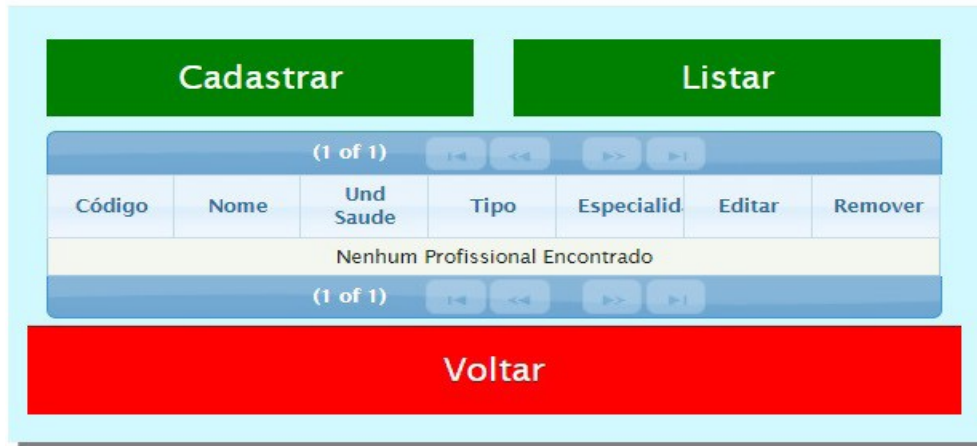 Cadastrar
Listar
(1 of 1)
Código
Nome
Und
Saude
Tipo
Especialid
Editar
Remover
Nenhum Profissional Encontrado
(1 of 1)
Voltar